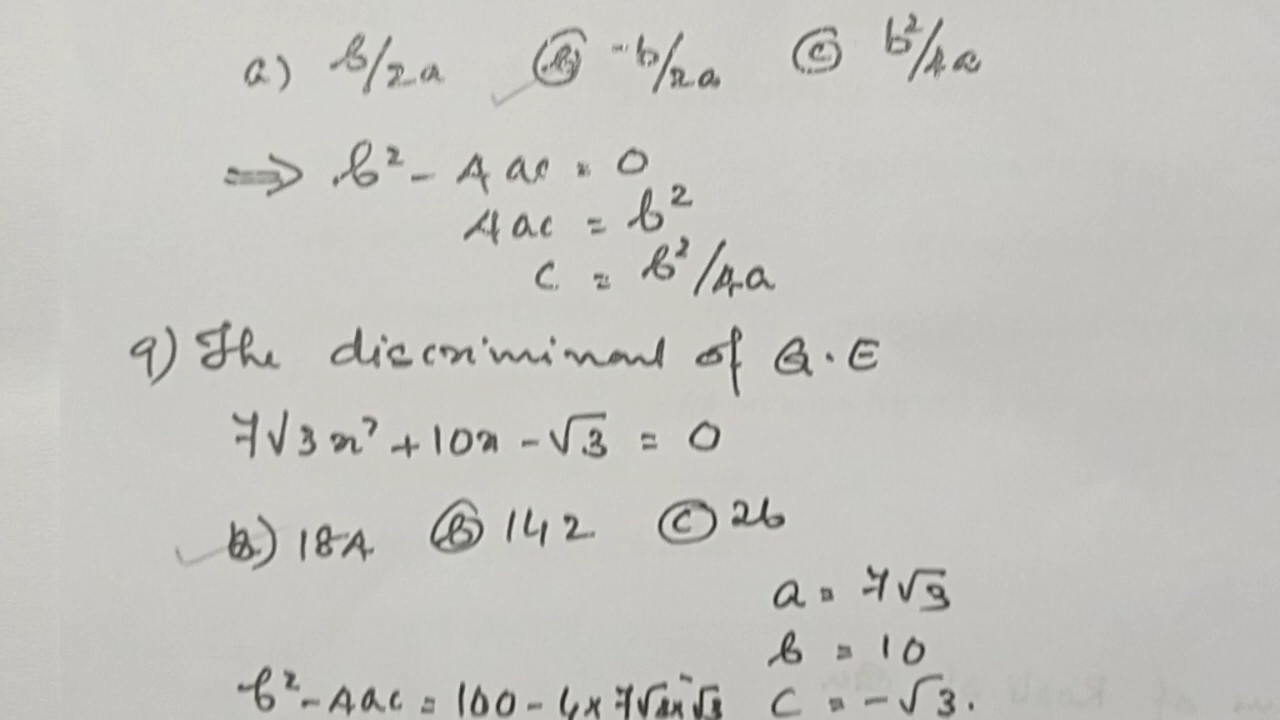 a) b/2a (b) -b/2a (c) b²/4a
⇒ b² - 4ac = 0
4ac = b²
c = b²/4a
9) The discriminant of Q.E
7√3x² + 10x - √3 = 0
a) 184 (b) 142 (c) 26
a = 7√3
b = 10
b² - 4ac = 100 - 4 × 7√3 × -√3 c = -√3.